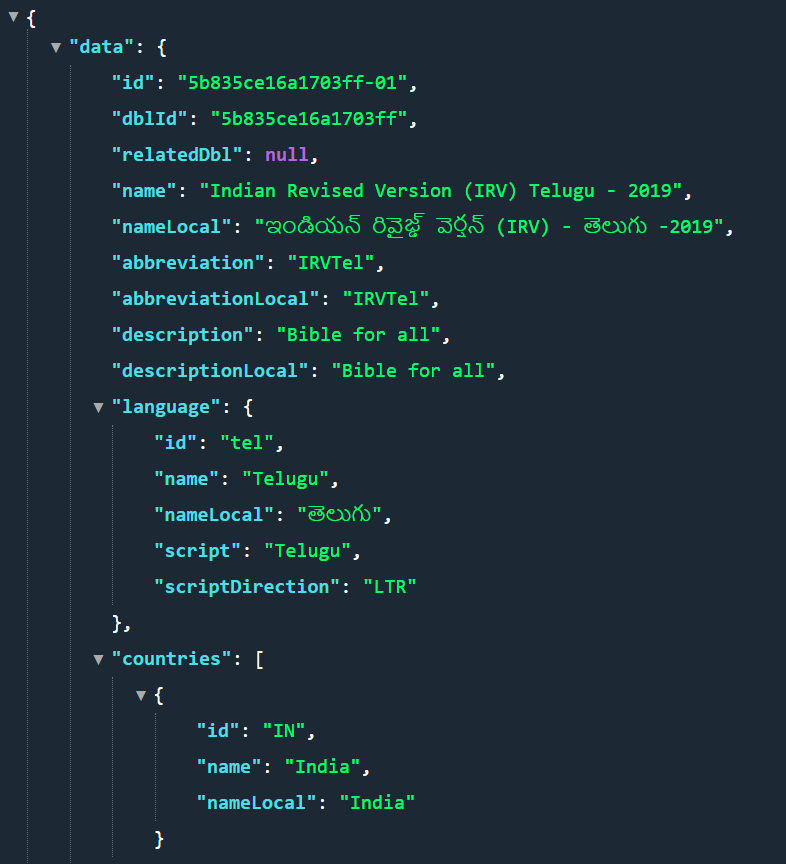 {
"data": {
"id": "5b835ce16a1703ff-01",
"dblId": "5b835ce16a1703ff",
"relatedDbl": null,
"name": "Indian Revised Version (IRV) Telugu - 2019",
"nameLocal": "ఇండియన్ రివైజ్డ్ వెర్షన్ (IRV) - తెలుగు -2019",
"abbreviation": "IRVTel",
"abbreviationLocal": "IRVTel",
"description": "Bible for all",
"descriptionLocal": "Bible for all",
"language": {
"id": "tel",
"name": "Telugu",
"nameLocal": "తెలుగు",
"script": "Telugu",
"scriptDirection": "LTR"
},
"countries": [
{
"id": "IN",
"name": "India",
"nameLocal": "India"
}